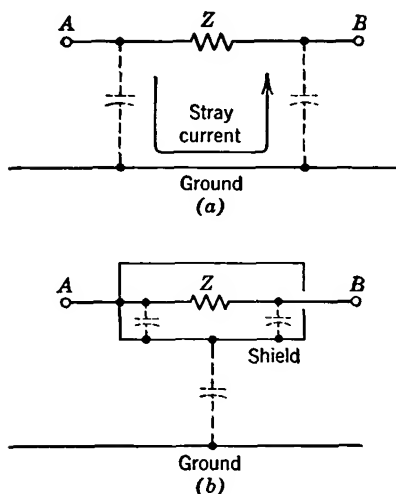 A Z B
Stray
current
Ground
(a)
A Z B
Shield
Ground
(b)